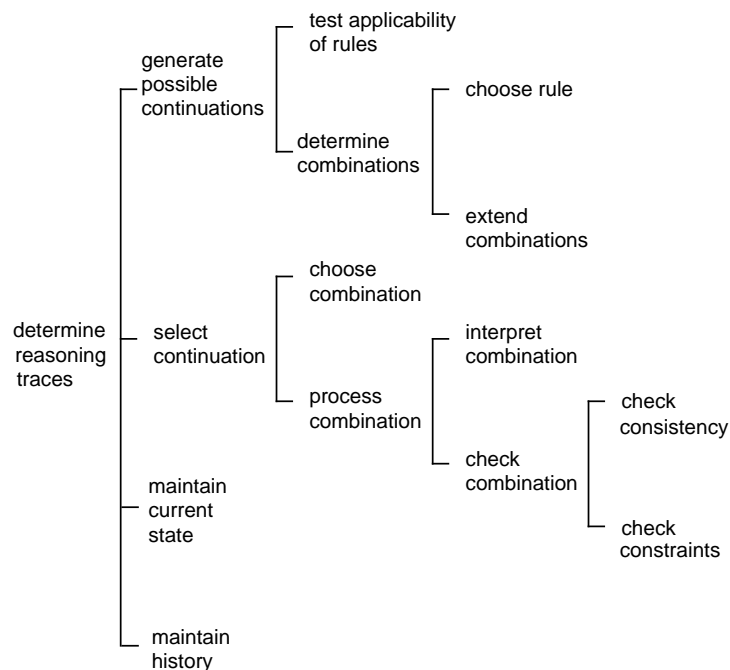 test applicability
of rules
generate
possible
continuations
choose rule
determine
combinations
extend
combinations
choose
combination
determine
reasoning
traces
select
continuation
interpret
combination
process
combination
check
consistency
check
combination
maintain
current
state
check
constraints
maintain
history